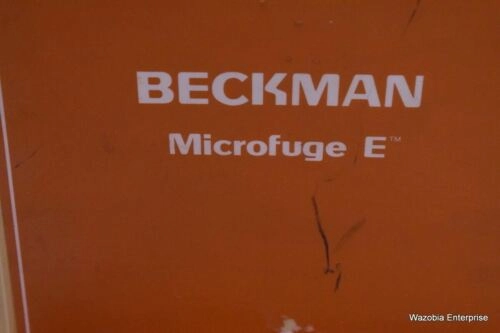 BECKMAN
Microfuge E™
Wazobia Enterprise